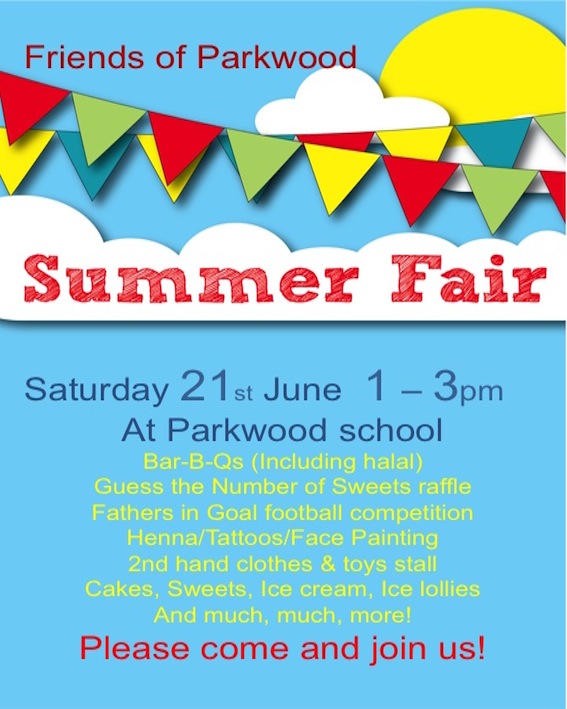 Friends of Parkwood
Summer Fair
Saturday 21st June 1 – 3pm
At Parkwood school
Bar-B-Qs (Including halal)
Guess the Number of Sweets raffle
Fathers in Goal football competition
Henna/Tattoos/Face Painting
2nd hand clothes & toys stall
Cakes, Sweets, Ice cream, Ice lollies
And much, much, more!
Please come and join us!